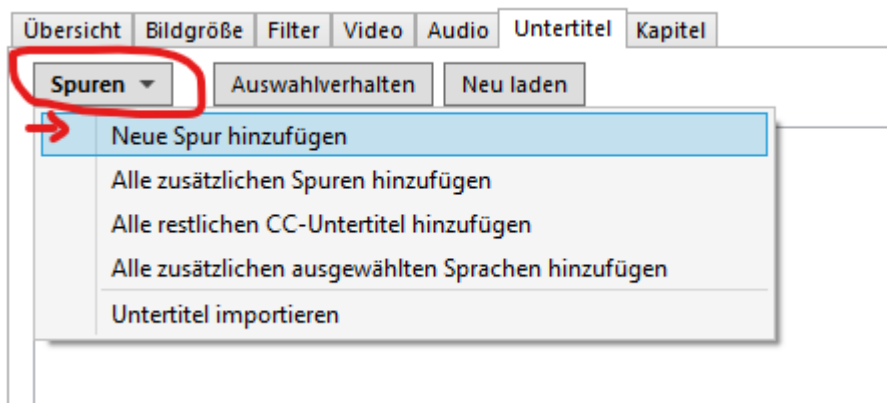 Übersicht Bildgröße Filter Video Audio Untertitel Kapitel
Spuren Auswahlverhalten Neu laden
Neue Spur hinzufügen
Alle zusätzlichen Spuren hinzufügen
Alle restlichen CC-Untertitel hinzufügen
Alle zusätzlichen ausgewählten Sprachen hinzufügen
Untertitel importieren